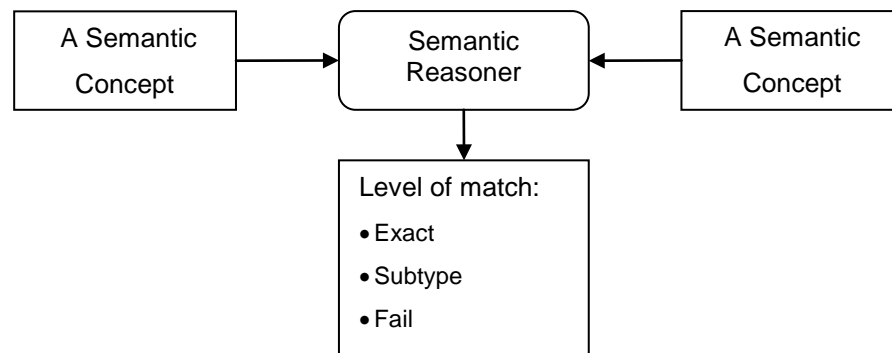 A Semantic
Concept
Semantic
Reasoner
A Semantic
Concept
Level of match:
• Exact
• Subtype
• Fail